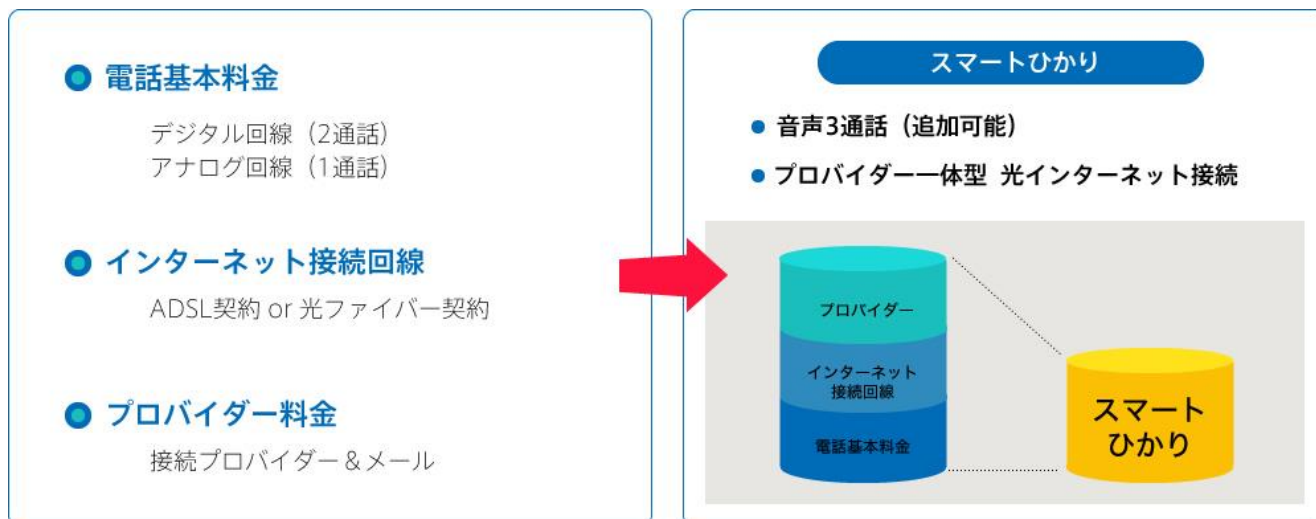 電話基本料金
デジタル回線（2通話）
アナログ回線（1通話）
インターネット接続回線
ADSL契約 or 光ファイバー契約
プロバイダー料金
接続プロバイダー＆メール
スマートひかり
音声3通話（追加可能）
プロバイダー一体型 光インターネット接続
プロバイダー
インターネット
接続回線
電話基本料金
スマート
ひかり